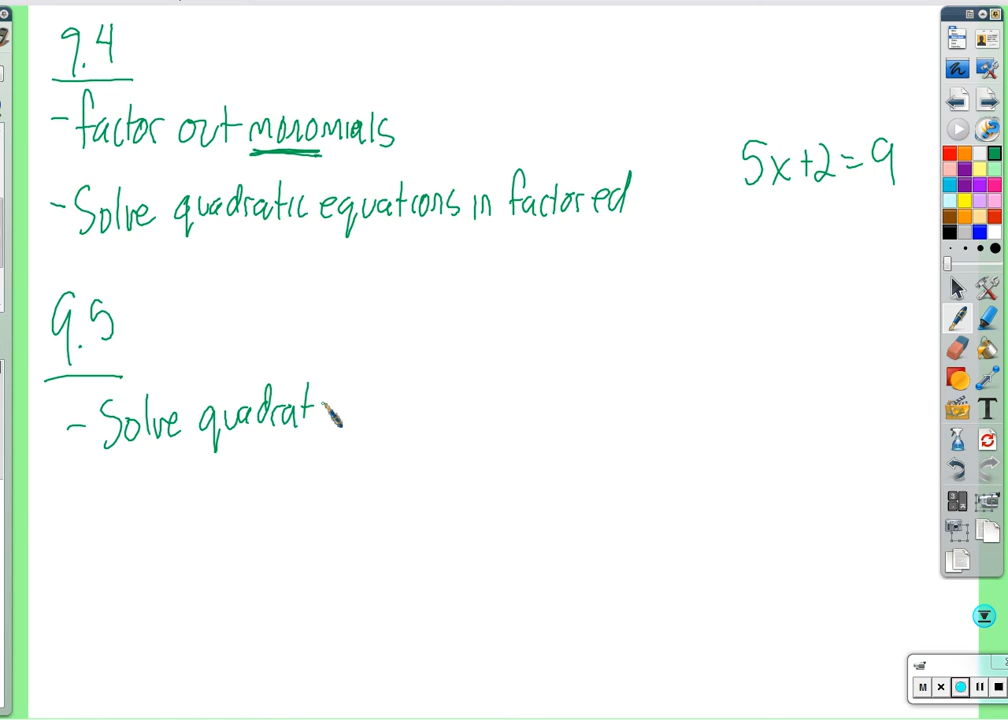 9.4
- factor out monomials
5x+2=9
- Solve quadratic equations in factored
9.5
- Solve quadrat
M